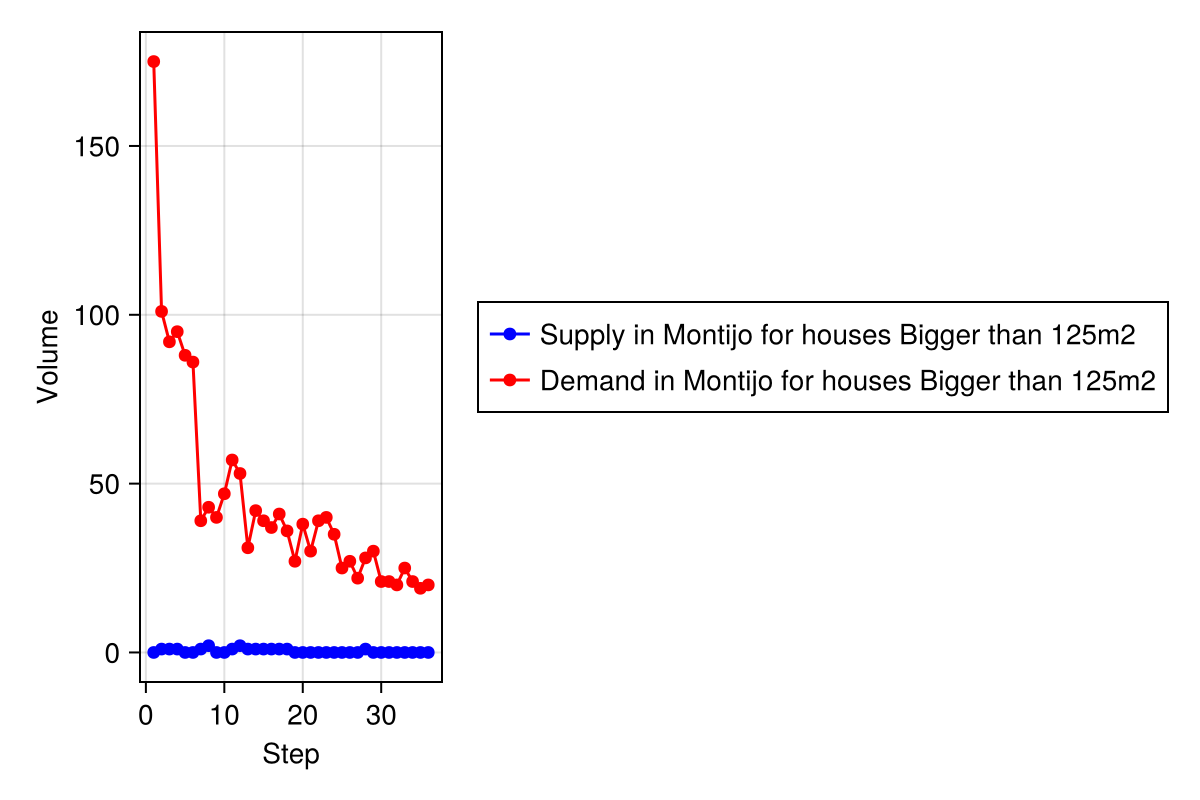 150
100
50
0
Volume
0 10 20 30
Step
Supply in Montijo for houses Bigger than 125m2
Demand in Montijo for houses Bigger than 125m2